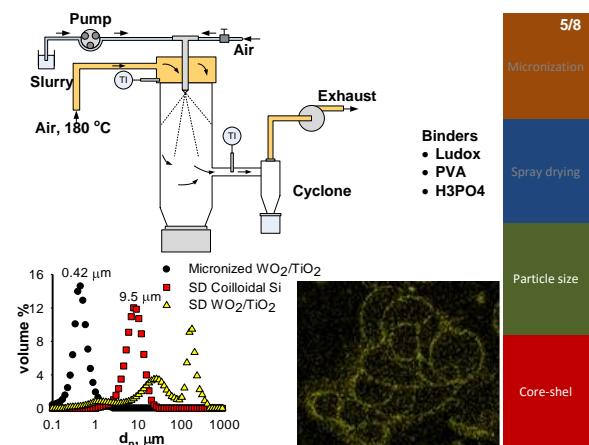 5/8
Micronization
Spray drying
Particle size
Core-shel
Pump
Air
Slurry
TI
Air, 180 °C
TI
Exhaust
Cyclone
Binders
• Ludox
• PVA
• H3PO4
0.42 µm
9.5 µm
Micronized WO2/TiO2
SD Coilloidal Si
SD WO2/TiO2
volume %
16
12
8
4
0
0.1 1 10 100 1000
dp, µm